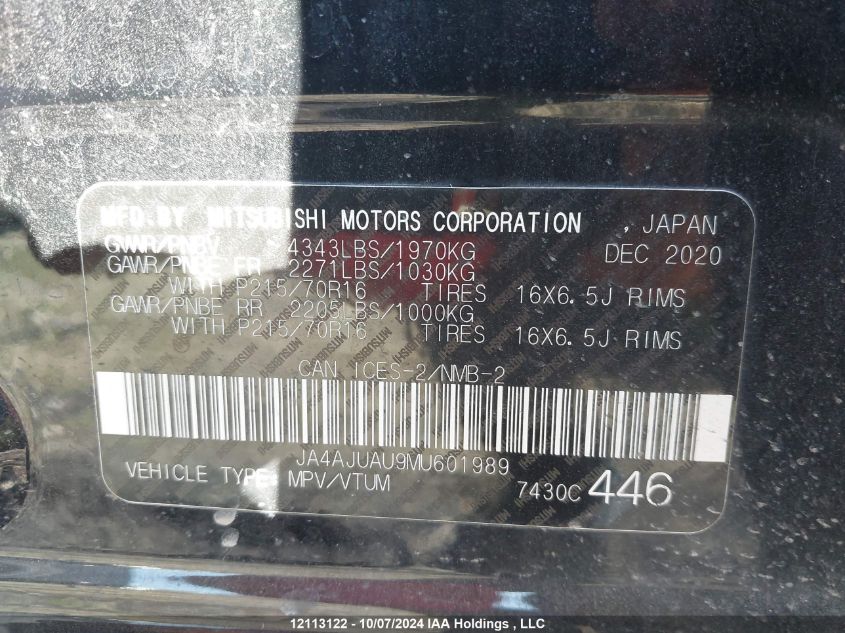 MFD.BY MITSUBISHI MOTORS CORPORATION , JAPAN
GVWR/PNBV 4343LBS/1970KG DEC 2020
GAWR/PNBE FR 2271LBS/1030KG
WITH P215/70R16 TIRES 16X6.5J RIMS
GAWR/PNBE RR 2205LBS/1000KG
WITH P215/70R16 TIRES 16X6.5J RIMS
CAN ICES-2/NMB-2
JA4AJUAU9MU601989
VEHICLE TYPE: MPV/VTUM 7430C 446
12113122 - 10/07/2024 IAA Holdings , LLC